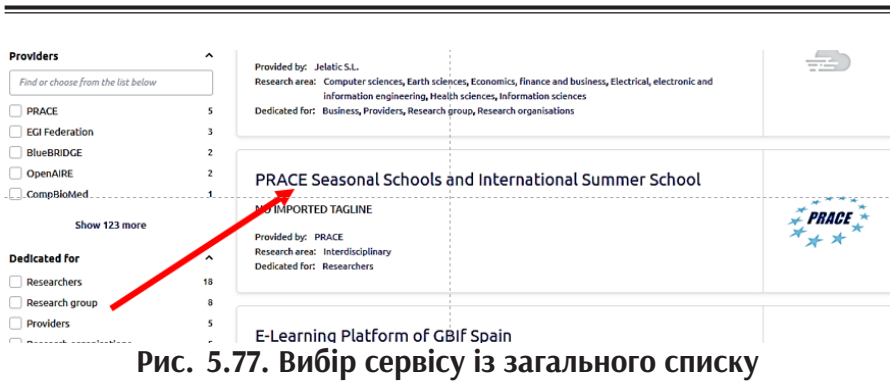 Providers
Find or choose from the list below
PRACE 5
EGI Federation 3
BlueBRIDGE 2
OpenAIRE 2
CompBioMed 1
Show 123 more
Dedicated for
Researchers 18
Research group 8
Providers 5
Provided by: Jelatic S.L.
Research area: Computer sciences, Earth sciences, Economics, finance and business, Electrical, electronic and
information engineering, Health sciences, Information sciences
Dedicated for: Business, Providers, Research group, Research organisations
PRACE Seasonal Schools and International Summer School
NO IMPORTED TAGLINE
Provided by: PRACE
Research area: Interdisciplinary
Dedicated for: Researchers
PRACE
E-Learning Platform of GBIF Spain
Рис. 5.77. Вибір сервісу із загального списку